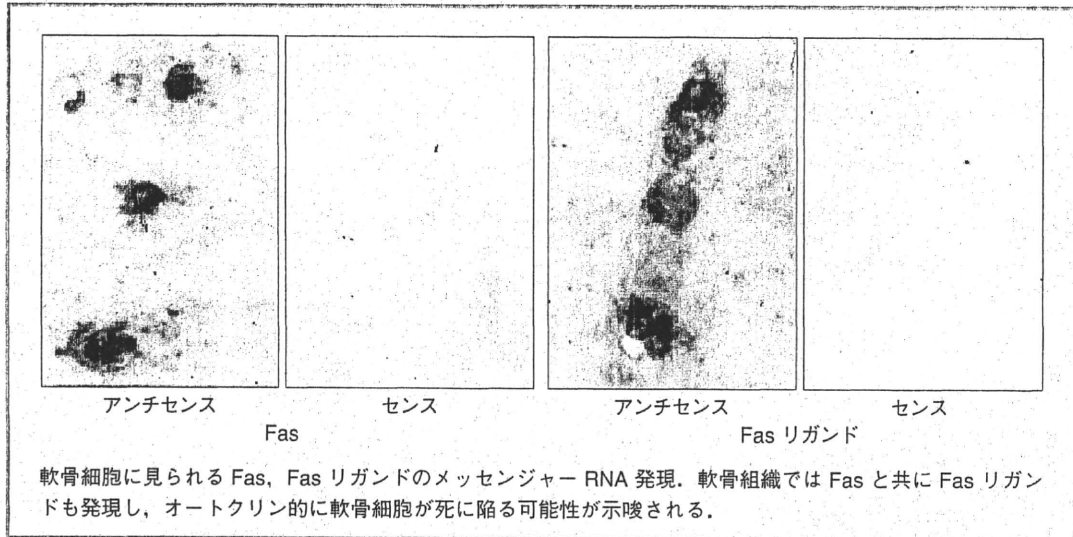 アンチセンス センス アンチセンス センス
Fas Fas リガンド
軟骨細胞に見られる Fas，Fas リガンドのメッセンジャー RNA 発現．軟骨組織では Fas と共に Fas リガン
ドも発現し，オートクリン的に軟骨細胞が死に陥る可能性が示唆される．